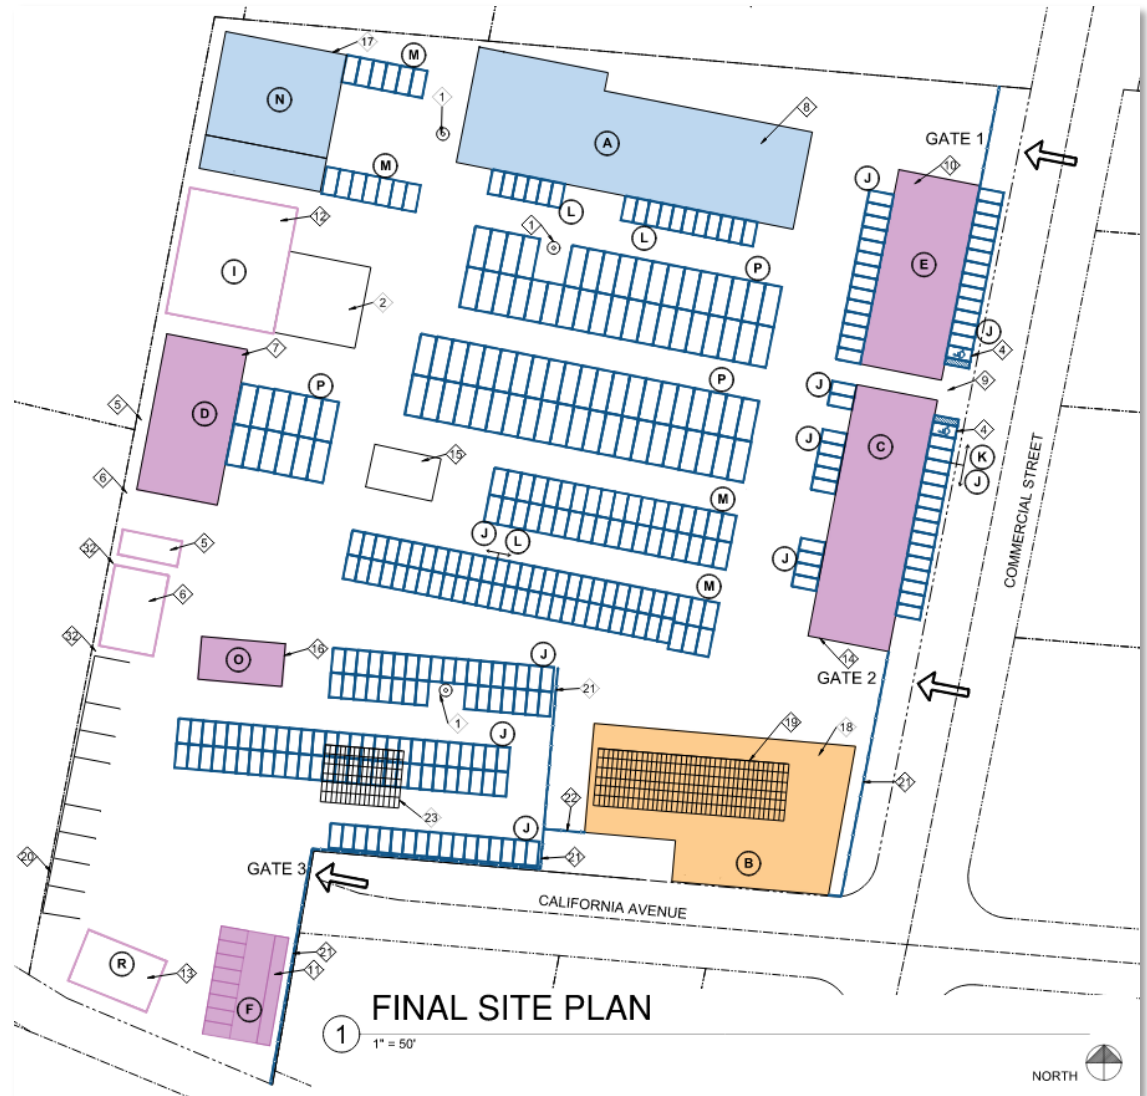 17
M
1
N
8
A
GATE 1
10
M
J
12
L
1
L
E
I
P
2
J
7
4
J
9
P
P
5
D
4
J
C
15
K
6
J
M
J
L
5
32
J
6
M
COMMERCIAL STREET
32
O
16
J
14
GATE 2
21
1
19
18
J
21
23
22
J
20
21
B
GATE 3
CALIFORNIA AVENUE
21
R
13
11
F
FINAL SITE PLAN
1
1" = 50'
NORTH